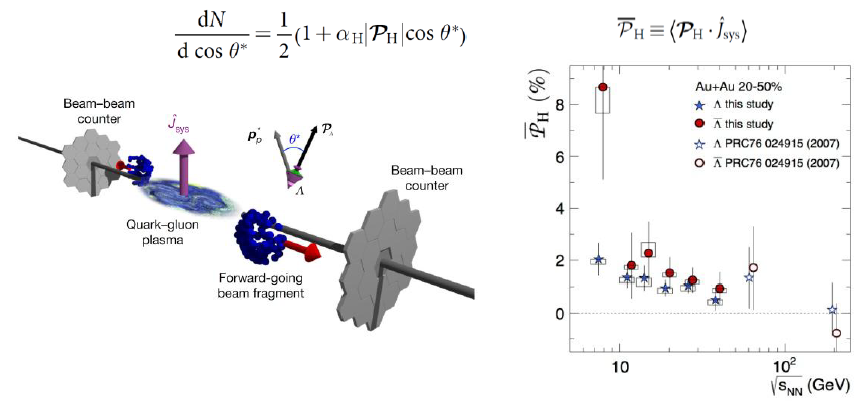 dN / d cos θ* = 1/2 (1 + α_H|𝒫_H|cos θ*)
𝒫̅_H ≡ ⟨𝒫_H · Ĵ_sys⟩
Beam–beam
counter
Ĵ_sys
p*_p
θ*
𝒫_Λ
Λ
Beam–beam
counter
Quark–gluon
plasma
Forward-going
beam fragment
𝒫̅_H (%)
8
6
4
2
0
Au+Au 20-50%
Λ this study
Λ̅ this study
Λ PRC76 024915 (2007)
Λ̅ PRC76 024915 (2007)
10
10²
√s_NN (GeV)